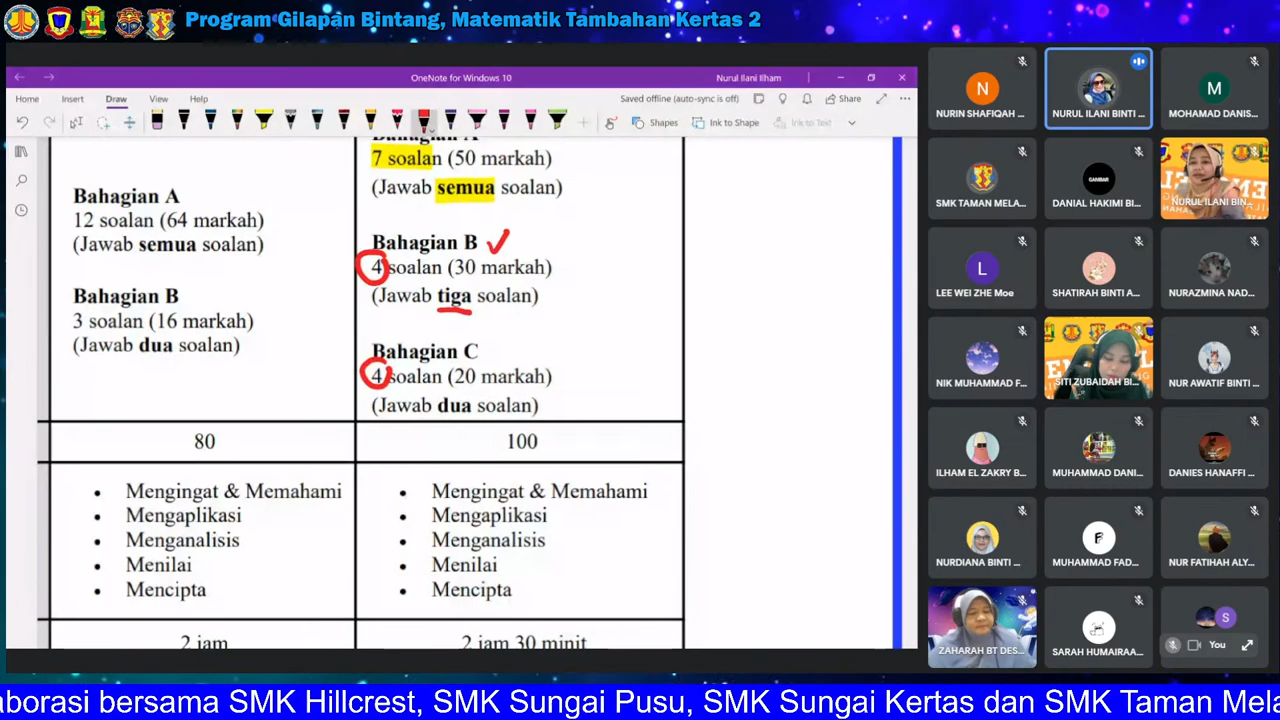 Program Gilapan Bintang, Matematik Tambahan Kertas 2
OneNote for Windows 10
Nurul Ilani Ilham
Home
Insert
Draw
View
Help
Saved offline (auto-sync is off)
Share
Shapes
Ink to Shape
Ink to Text
7 soalan (50 markah)
(Jawab semua soalan)
Bahagian A
12 soalan (64 markah)
(Jawab semua soalan)
Bahagian B
4 soalan (30 markah)
(Jawab tiga soalan)
Bahagian B
3 soalan (16 markah)
(Jawab dua soalan)
Bahagian C
4 soalan (20 markah)
(Jawab dua soalan)
80
100
• Mengingat & Memahami
• Mengaplikasi
• Menganalisis
• Menilai
• Mencipta
• Mengingat & Memahami
• Mengaplikasi
• Menganalisis
• Menilai
• Mencipta
2 jam
2 jam 30 minit
N
NURIN SHAFIQAH ...
NURUL ILANI BINTI ...
M
MOHAMAD DANIS...
SMK TAMAN MELA...
GAMBAR
DANIAL HAKIMI BI...
NURUL ILANI BIN...
L
LEE WEI ZHE Moe
SHATIRAH BINTI A...
NURAZMINA NAD...
NIK MUHAMMAD F...
SITI ZUBAIDAH BI...
NUR AWATIF BINTI ...
ILHAM EL ZAKRY B...
MUHAMMAD DANI...
DANIES HANAFFI ...
NURDIANA BINTI ...
MUHAMMAD FAD...
NUR FATIHAH ALY...
ZAHARAH BT DES...
SARAH HUMAIRAA...
S
You
aborasi bersama SMK Hillcrest, SMK Sungai Pusu, SMK Sungai Kertas dan SMK Taman Mela